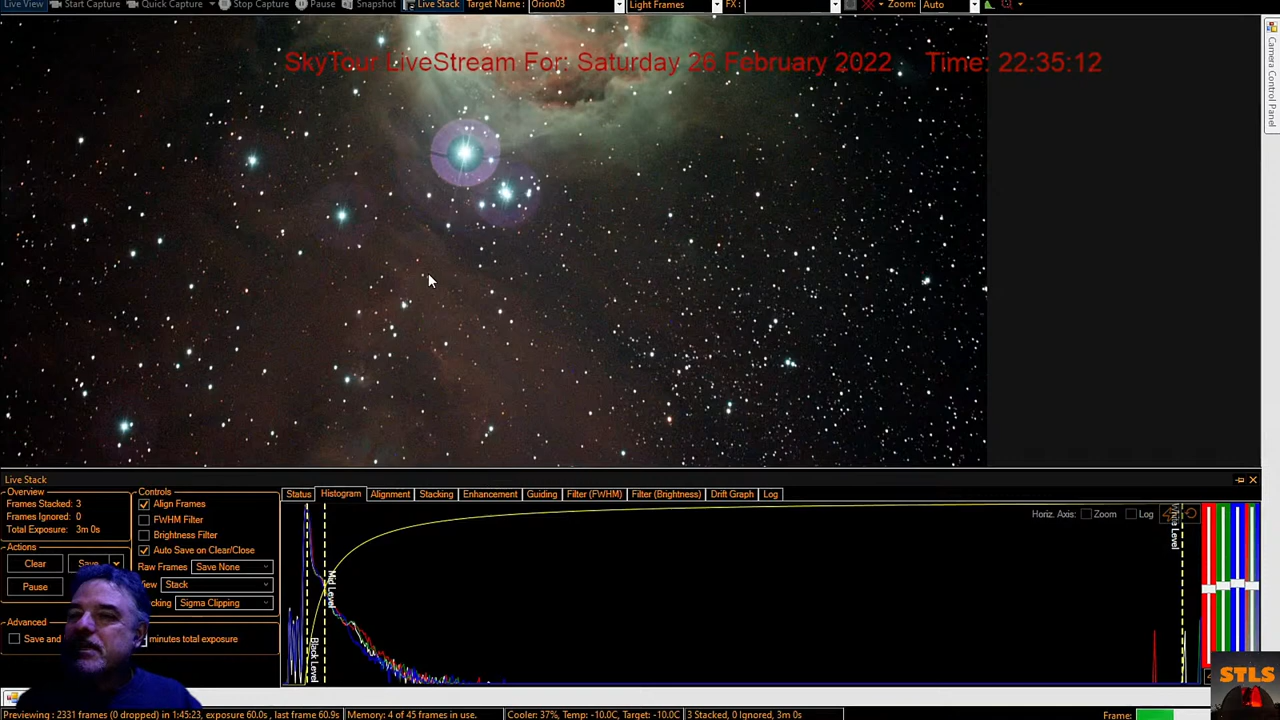 Live View Start Capture Quick Capture Stop Capture Pause Snapshot Live Stack Target Name : Orion03 Light Frames FX : Zoom: Auto
SkyTour LiveStream For: Saturday 26 February 2022 Time: 22:35:12
Camera Control Panel
Live Stack
Overview
Frames Stacked: 3
Frames Ignored: 0
Total Exposure: 3m 0s
Actions
Clear Save
Pause
Controls
Align Frames
FWHM Filter
Brightness Filter
Auto Save on Clear/Close
Raw Frames Save None
View Stack
Sigma Clipping
Advanced
Save and minutes total exposure
Status Histogram Alignment Stacking Enhancement Guiding Filter (FWHM) Filter (Brightness) Drift Graph Log
Horiz. Axis: Zoom Log
Black Level
Mid Level
White Level
STLS
Previewing : 2331 frames (0 dropped) in 1:45:23, exposure 60.0s , last frame 60.9s Memory: 4 of 45 frames in use. Cooler: 37%, Temp: -10.0C, Target: -10.0C 3 Stacked, 0 Ignored, 3m 0s Frame: